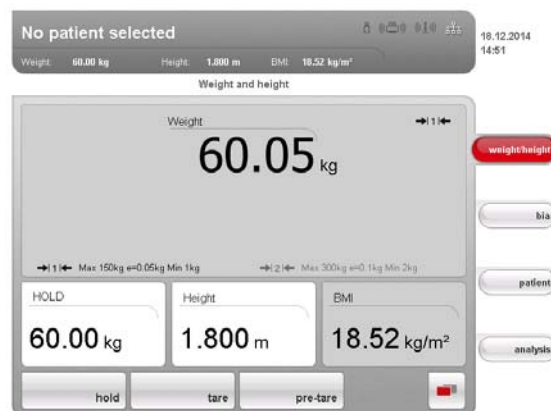 No patient selected
18.12.2014
14:51
Weight: 60.00 kg Height: 1.800 m BMI: 18.52 kg/m²
Weight and height
Weight
→|1|←
60.05 kg
weight/height
bia
→|1|← Max 150kg e=0.05kg Min 1kg →|2|← Max 300kg e=0.1kg Min 2kg
patient
HOLD Height BMI
60.00 kg 1.800 m 18.52 kg/m²
analysis
hold tare pre-tare